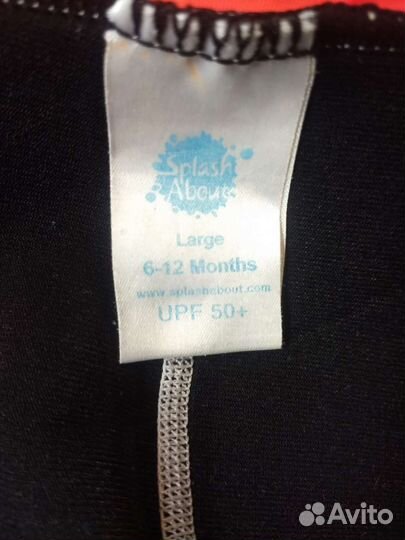 Splash
About
Large
6-12 Months
www.splashabout.com
UPF 50+
Avito